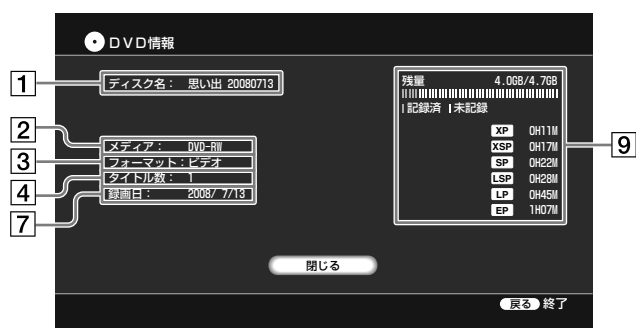 DVD情報
1
ディスク名： 思い出 20080713
2
メディア： DVD-RW
3
フォーマット：ビデオ
4
タイトル数： 1
7
録画日： 2008/ 7/13
残量 4.0GB/4.7GB
記録済 未記録
XP 0H11M
XSP 0H17M
SP 0H22M
LSP 0H28M
LP 0H45M
EP 1H07M
9
閉じる
戻る 終了